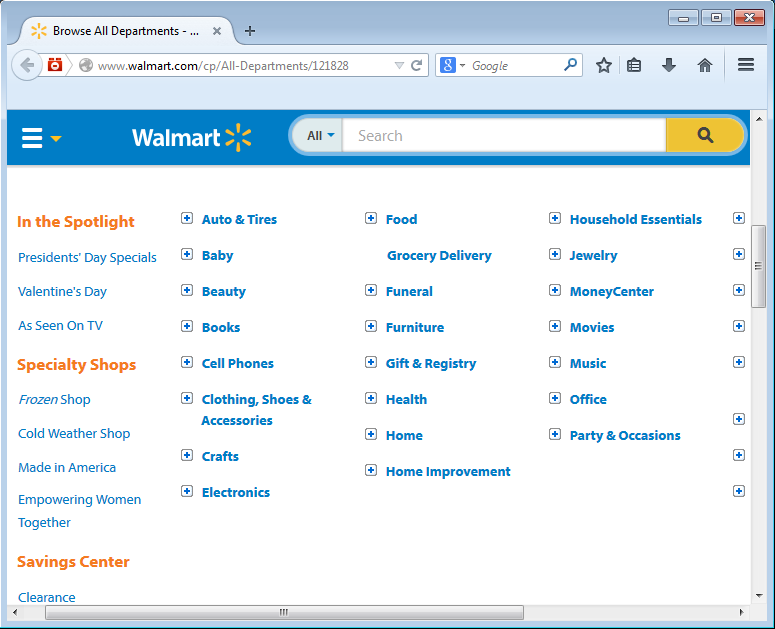 Browse All Departments - ...
www.walmart.com/cp/All-Departments/121828
Google
Walmart
All
Search
In the Spotlight
Presidents' Day Specials
Valentine's Day
As Seen On TV
Specialty Shops
Frozen Shop
Cold Weather Shop
Made in America
Empowering Women
Together
Savings Center
Clearance
Auto & Tires
Baby
Beauty
Books
Cell Phones
Clothing, Shoes &
Accessories
Crafts
Electronics
Food
Grocery Delivery
Funeral
Furniture
Gift & Registry
Health
Home
Home Improvement
Household Essentials
Jewelry
MoneyCenter
Movies
Music
Office
Party & Occasions